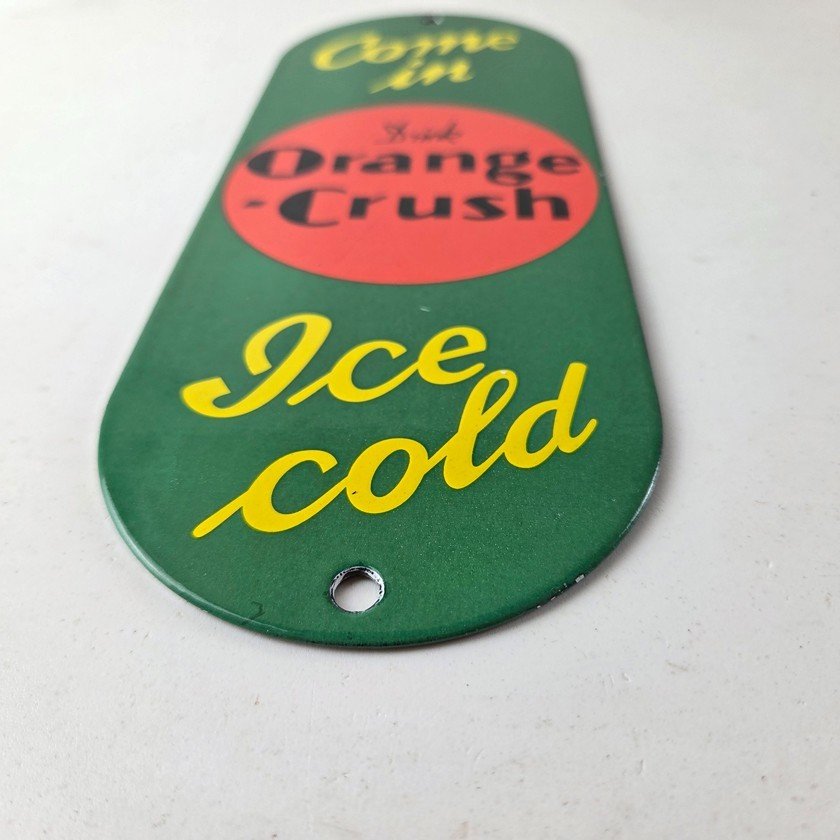 Come
in
Drink
Orange
-Crush
Ice
cold